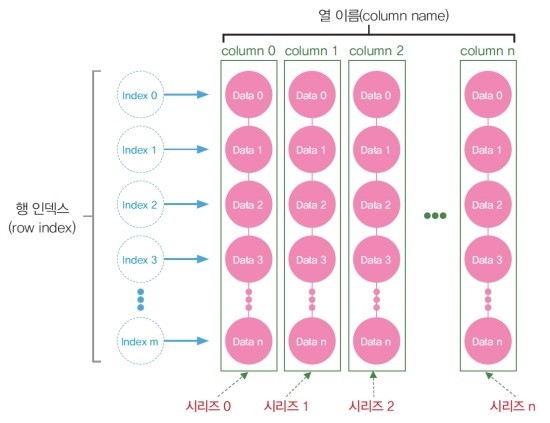 열 이름(column name)
column 0 column 1 column 2 column n
Index 0 Data 0 Data 0 Data 0 Data 0
Index 1 Data 1 Data 1 Data 1 Data 1
행 인덱스
(row index)
Index 2 Data 2 Data 2 Data 2 Data 2
Index 3 Data 3 Data 3 Data 3 Data 3
Index m Data n Data n Data n Data n
시리즈 0 시리즈 1 시리즈 2 시리즈 n